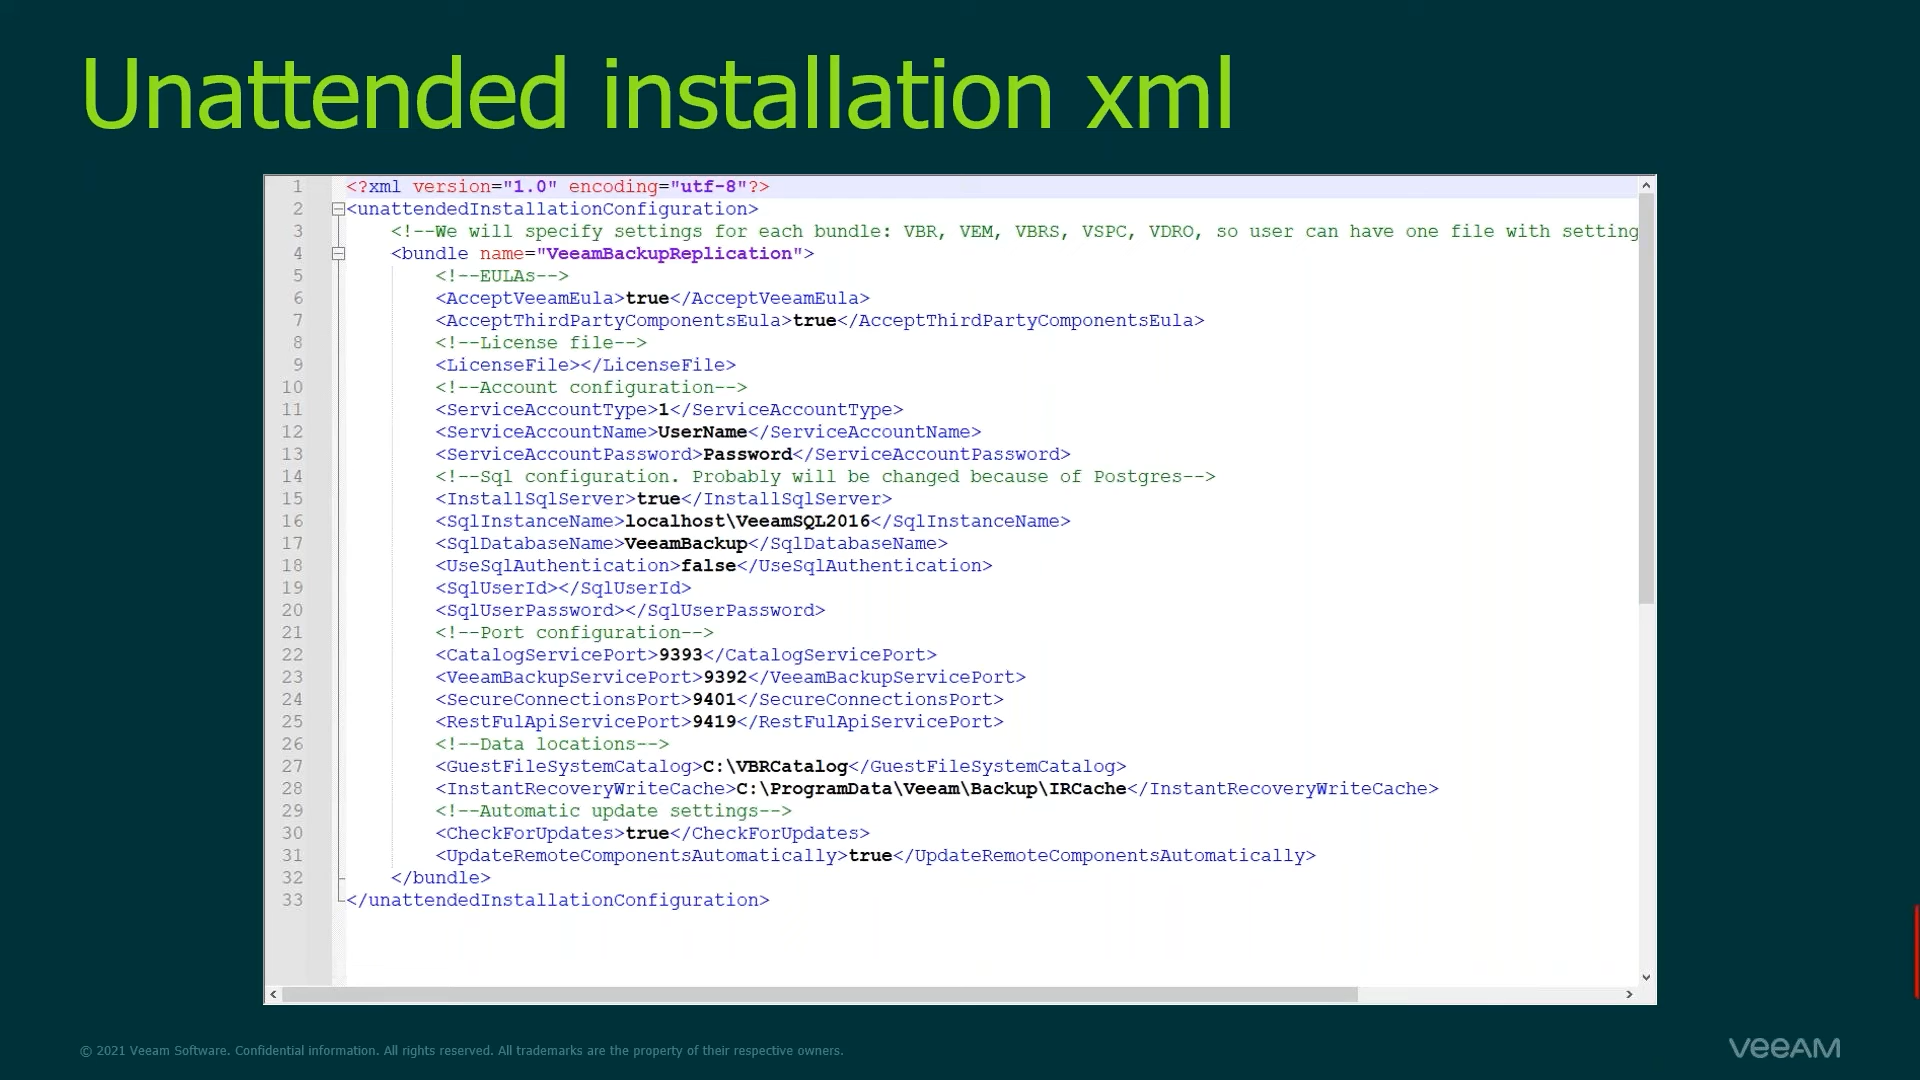 Unattended installation xml
1 <?xml version="1.0" encoding="utf-8"?>
2 <unattendedInstallationConfiguration>
3 <!--We will specify settings for each bundle: VBR, VEM, VBRS, VSPC, VDRO, so user can have one file with setting
4 <bundle name="VeeamBackupReplication">
5 <!--EULAs-->
6 <AcceptVeeamEula>true</AcceptVeeamEula>
7 <AcceptThirdPartyComponentsEula>true</AcceptThirdPartyComponentsEula>
8 <!--License file-->
9 <LicenseFile></LicenseFile>
10 <!--Account configuration-->
11 <ServiceAccountType>1</ServiceAccountType>
12 <ServiceAccountName>UserName</ServiceAccountName>
13 <ServiceAccountPassword>Password</ServiceAccountPassword>
14 <!--Sql configuration. Probably will be changed because of Postgres-->
15 <InstallSqlServer>true</InstallSqlServer>
16 <SqlInstanceName>localhost\VeeamSQL2016</SqlInstanceName>
17 <SqlDatabaseName>VeeamBackup</SqlDatabaseName>
18 <UseSqlAuthentication>false</UseSqlAuthentication>
19 <SqlUserId></SqlUserId>
20 <SqlUserPassword></SqlUserPassword>
21 <!--Port configuration-->
22 <CatalogServicePort>9393</CatalogServicePort>
23 <VeeamBackupServicePort>9392</VeeamBackupServicePort>
24 <SecureConnectionsPort>9401</SecureConnectionsPort>
25 <RestFulApiServicePort>9419</RestFulApiServicePort>
26 <!--Data locations-->
27 <GuestFileSystemCatalog>C:\VBRCatalog</GuestFileSystemCatalog>
28 <InstantRecoveryWriteCache>C:\ProgramData\Veeam\Backup\IRCache</InstantRecoveryWriteCache>
29 <!--Automatic update settings-->
30 <CheckForUpdates>true</CheckForUpdates>
31 <UpdateRemoteComponentsAutomatically>true</UpdateRemoteComponentsAutomatically>
32 </bundle>
33 </unattendedInstallationConfiguration>
© 2021 Veeam Software. Confidential information. All rights reserved. All trademarks are the property of their respective owners.
veeAM